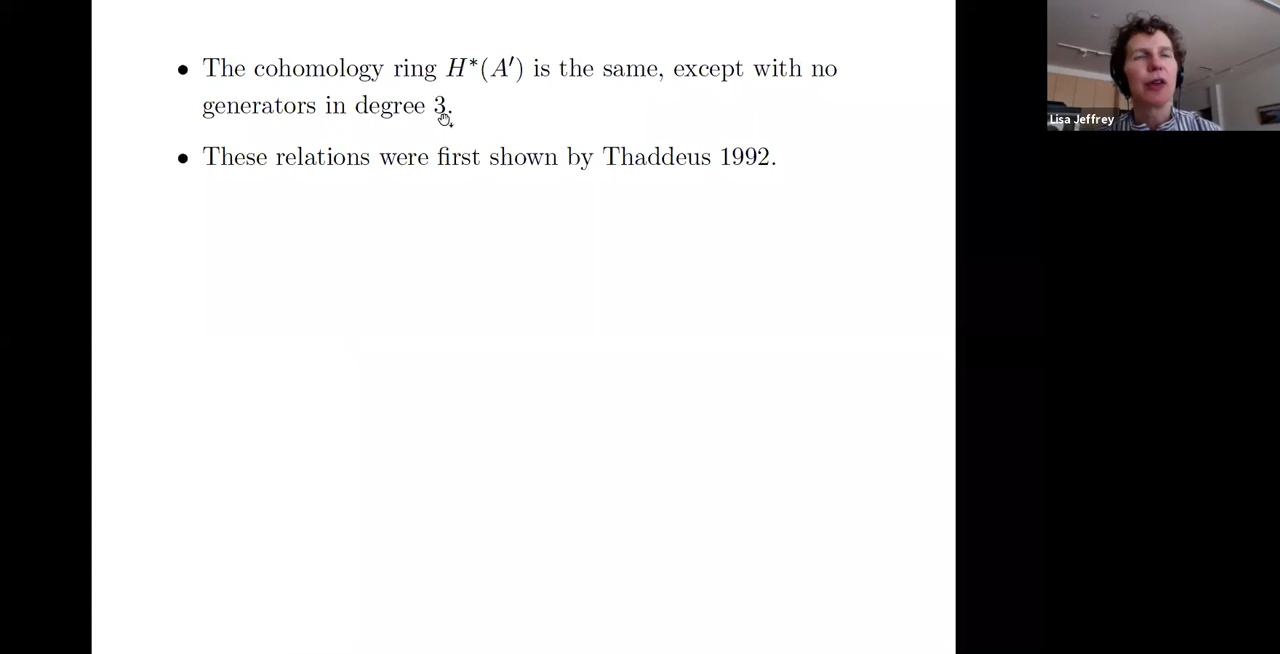 • The cohomology ring H*(A′) is the same, except with no
generators in degree 3.
• These relations were first shown by Thaddeus 1992.
Lisa Jeffrey